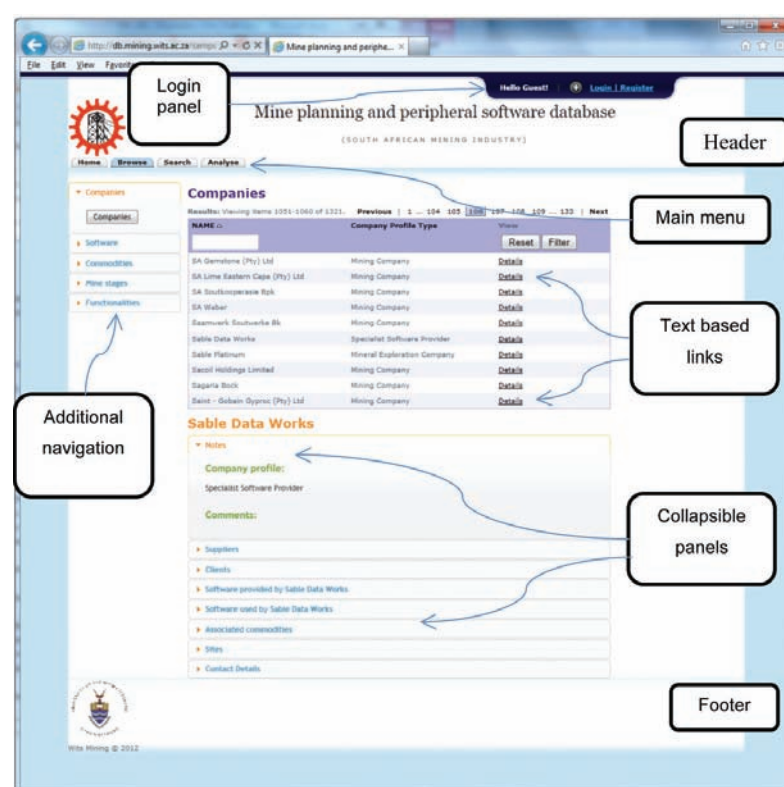 http://db.mining.wits.ac.za
Mine planning and periphe...
File Edit View Favorite
Login panel
Hello Guest! Login | Register
Mine planning and peripheral software database
(SOUTH AFRICAN MINING INDUSTRY)
Header
Home Browse Search Analyse
Main menu
Companies
Companies
Software
Commodities
Mine stages
Functionalities
Additional navigation
Companies
Results: Viewing items 1051-1060 of 1321. Previous | 1 ... 104 105 106 107 108 109 ... 133 | Next
NAME Company Profile Type View
Reset Filter
SA Gemstone (Pty) Ltd Mining Company Details
SA Lime Eastern Cape (Pty) Ltd Mining Company Details
SA Soutkooperasie Bpk Mining Company Details
SA Weber Mining Company Details
Saamwerk Soutwerke Bk Mining Company Details
Sable Data Works Specialist Software Provider Details
Sable Platinum Mineral Exploration Company Details
Sacoil Holdings Limited Mining Company Details
Sagaria Bock Mining Company Details
Saint - Gobain Gyproc (Pty) Ltd Mining Company Details
Text based links
Sable Data Works
Notes
Company profile:
Specialist Software Provider
Comments:
Collapsible panels
Suppliers
Clients
Software provided by Sable Data Works
Software used by Sable Data Works
Associated commodities
Sites
Contact Details
Footer
Wits Mining @ 2012